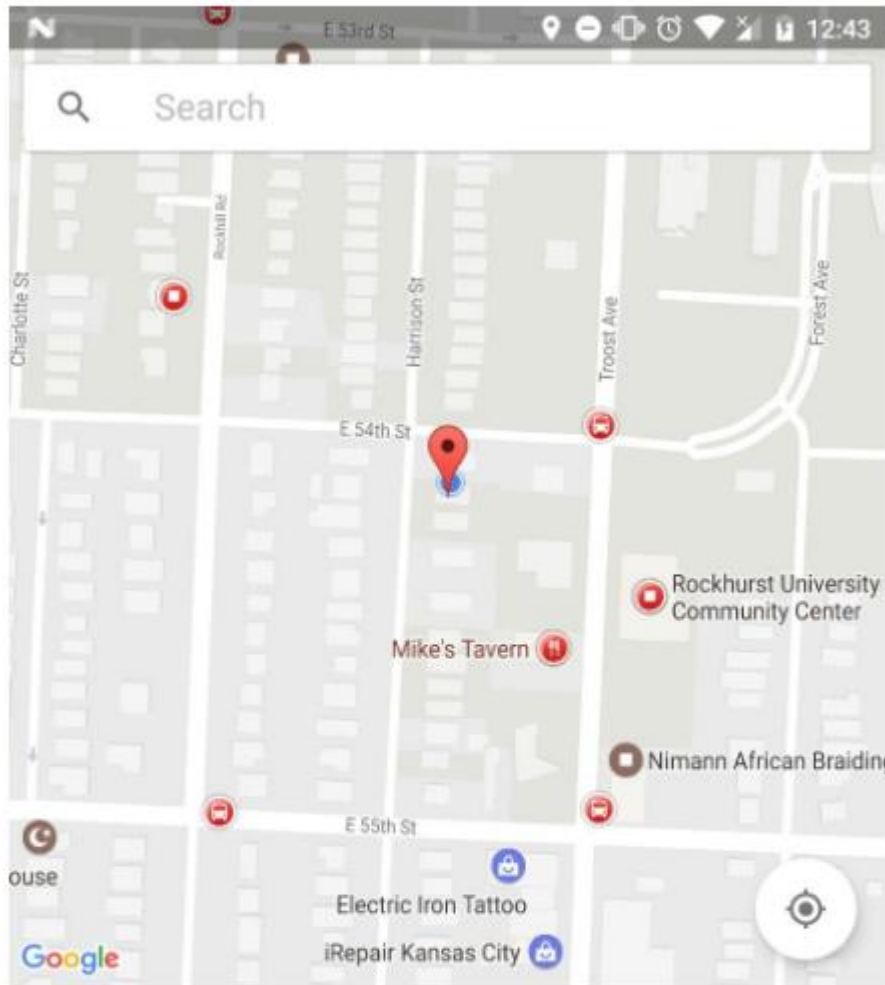 E 53rd St
12:43
Search
Rockhill Rd
Charlotte St
Harrison St
Troost Ave
Forest Ave
E 54th St
Rockhurst University
Community Center
Mike's Tavern
Nimann African Braiding
E 55th St
ouse
Electric Iron Tattoo
iRepair Kansas City
Google